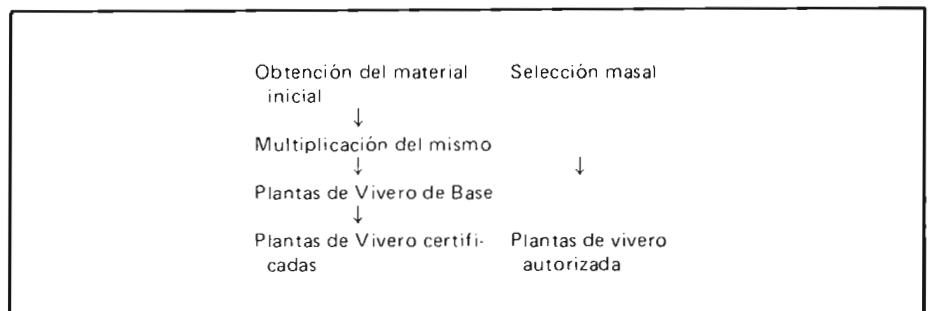 Obtención del material Selección masal
inicial
↓
Multiplicación del mismo
↓ ↓
Plantas de Vivero de Base
↓
Plantas de Vivero certifi- Plantas de vivero
cadas autorizada